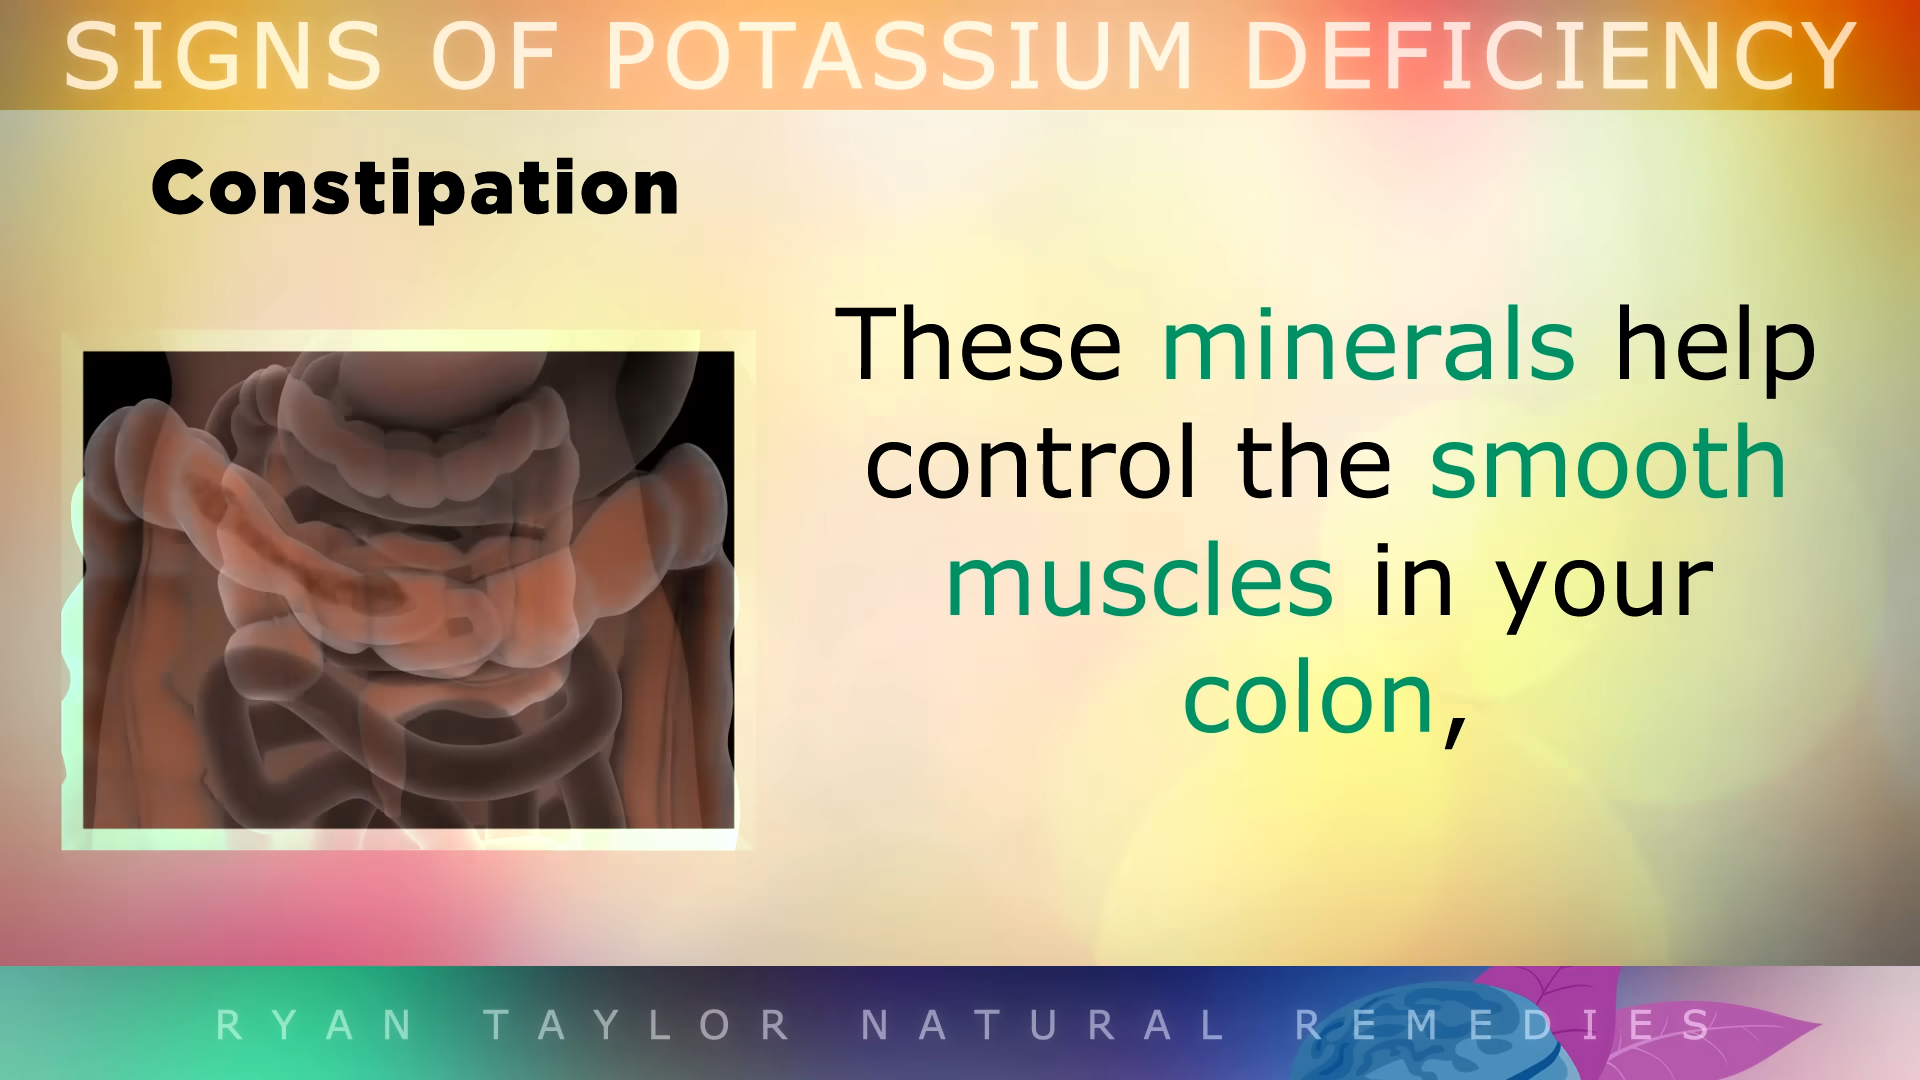 SIGNS OF POTASSIUM DEFICIENCY
Constipation
These minerals help
control the smooth
muscles in your
colon,
RYAN TAYLOR NATURAL REMEDIES